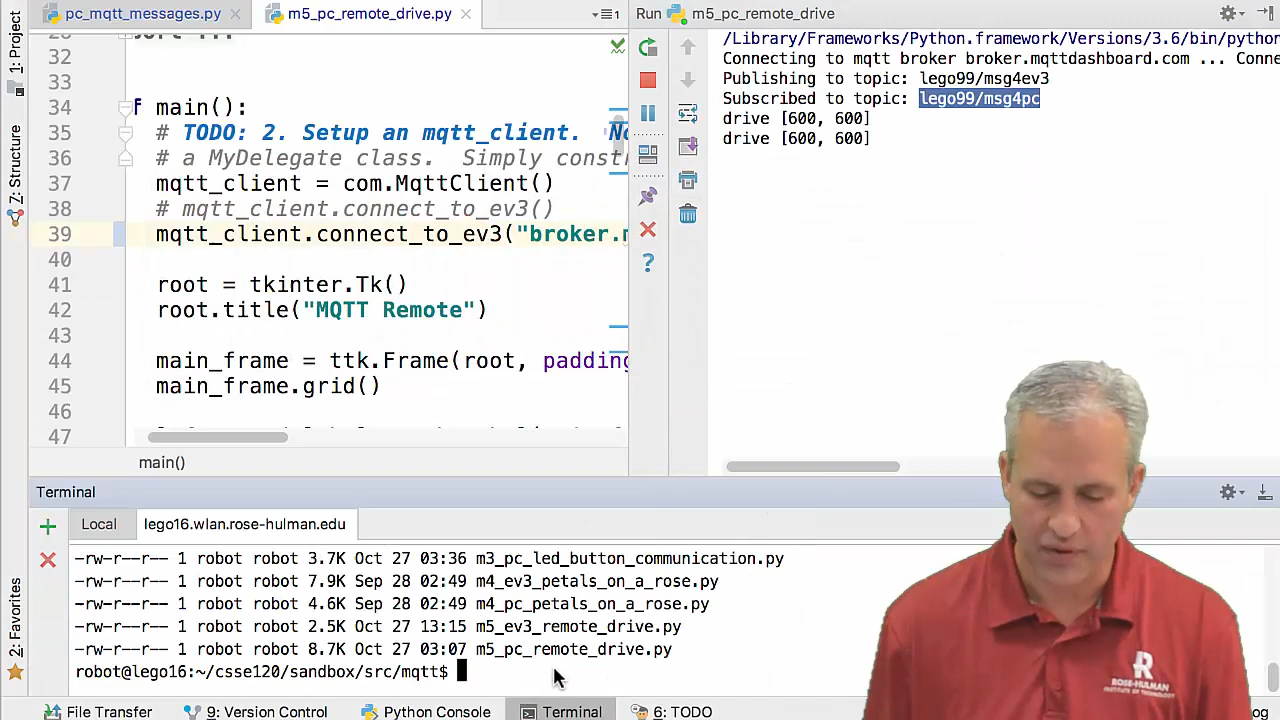 pc_mqtt_messages.py
m5_pc_remote_drive.py
Run m5_pc_remote_drive
1: Project
7: Structure
2: Favorites
32
33
34 f main():
35 # TODO: 2. Setup an mqtt_client.
36 # a MyDelegate class. Simply
37 mqtt_client = com.MqttClient()
38 # mqtt_client.connect_to_ev3()
39 mqtt_client.connect_to_ev3("broker.
40
41 root = tkinter.Tk()
42 root.title("MQTT Remote")
43
44 main_frame = ttk.Frame(root, padding
45 main_frame.grid()
46
47
main()
/Library/Frameworks/Python.framework/Versions/3.6/bin/python
Connecting to mqtt broker broker.mqttdashboard.com ... Conne
Publishing to topic: lego99/msg4ev3
Subscribed to topic: lego99/msg4pc
drive [600, 600]
drive [600, 600]
Terminal
Local
lego16.wlan.rose-hulman.edu
-rw-r--r-- 1 robot robot 3.7K Oct 27 03:36 m3_pc_led_button_communication.py
-rw-r--r-- 1 robot robot 7.9K Sep 28 02:49 m4_ev3_petals_on_a_rose.py
-rw-r--r-- 1 robot robot 4.6K Sep 28 02:49 m4_pc_petals_on_a_rose.py
-rw-r--r-- 1 robot robot 2.5K Oct 27 13:15 m5_ev3_remote_drive.py
-rw-r--r-- 1 robot robot 8.7K Oct 27 03:07 m5_pc_remote_drive.py
robot@lego16:~/csse120/sandbox/src/mqtt$
ROSE-HULMAN
INSTITUTE OF TECHNOLOGY
File Transfer
9: Version Control
Python Console
Terminal
6: TODO
og